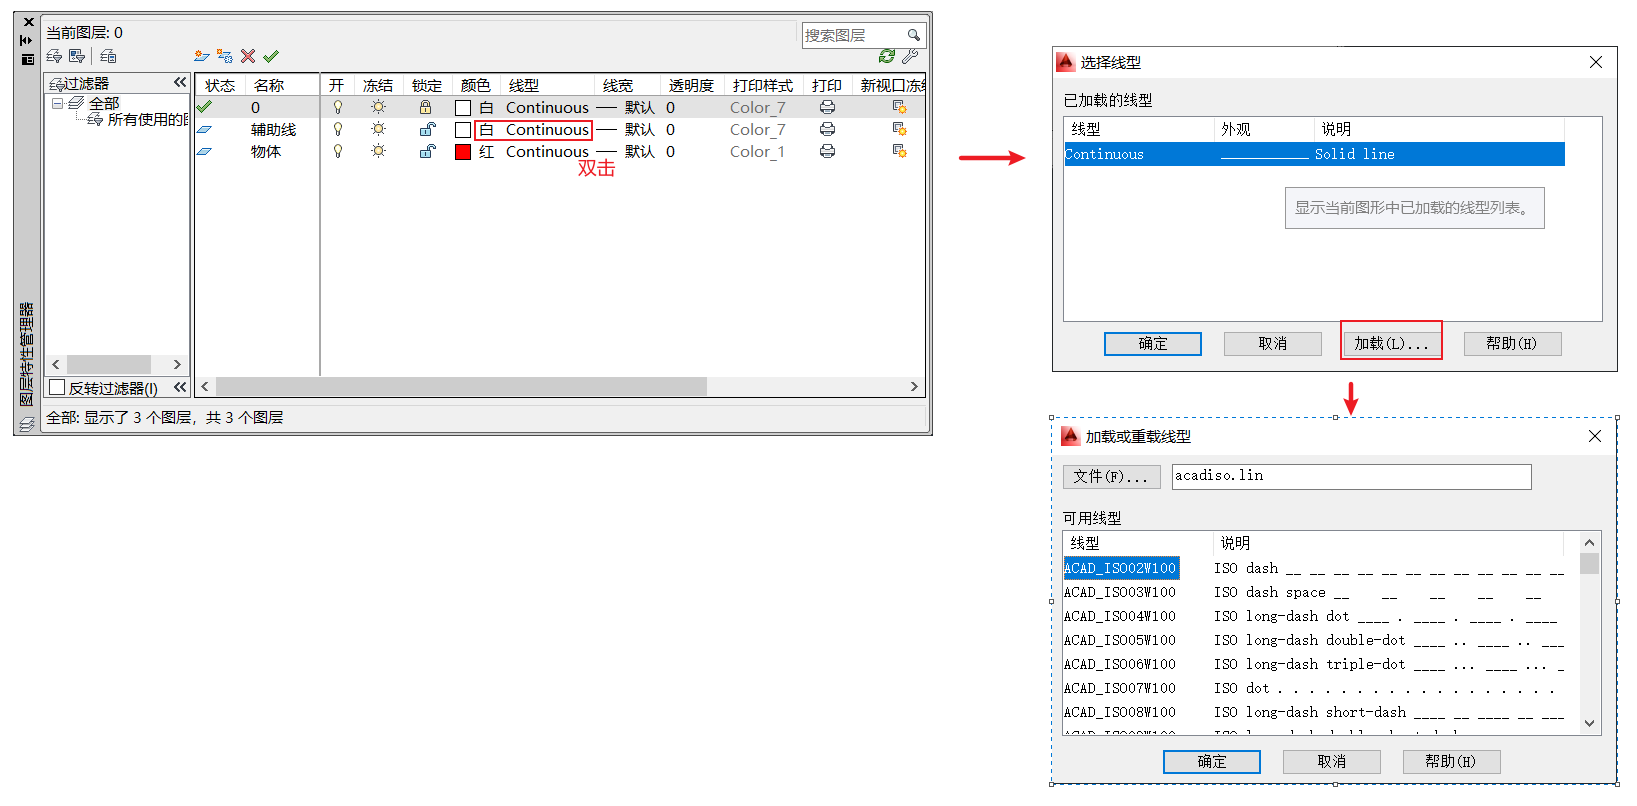 当前图层: 0
搜索图层
过滤器
全部
所有使用的
反转过滤器(I)
状态 名称 开 冻结 锁定 颜色 线型 线宽 透明度 打印样式 打印 新视口冻
0 白 Continuous 默认 0 Color_7
辅助线 白 Continuous 默认 0 Color_7
物体 红 Continuous 默认 0 Color_1
双击
全部: 显示了 3 个图层，共 3 个图层
图层特性管理器
选择线型
已加载的线型
线型 外观 说明
Continuous Solid line
显示当前图形中已加载的线型列表。
确定 取消 加载(L)... 帮助(H)
加载或重载线型
文件(F)... acadiso.lin
可用线型
线型 说明
ACAD_ISO02W100 ISO dash __ __ __ __ __ __ __ __ __ __ __ __
ACAD_ISO03W100 ISO dash space __    __    __    __    __
ACAD_ISO04W100 ISO long-dash dot ____ . ____ . ____ . ____
ACAD_ISO05W100 ISO long-dash double-dot ____ .. ____ .. ___
ACAD_ISO06W100 ISO long-dash triple-dot ____ ... ____ ... _
ACAD_ISO07W100 ISO dot . . . . . . . . . . . . . . . . . .
ACAD_ISO08W100 ISO long-dash short-dash ____ __ ____ __ ___
确定 取消 帮助(H)